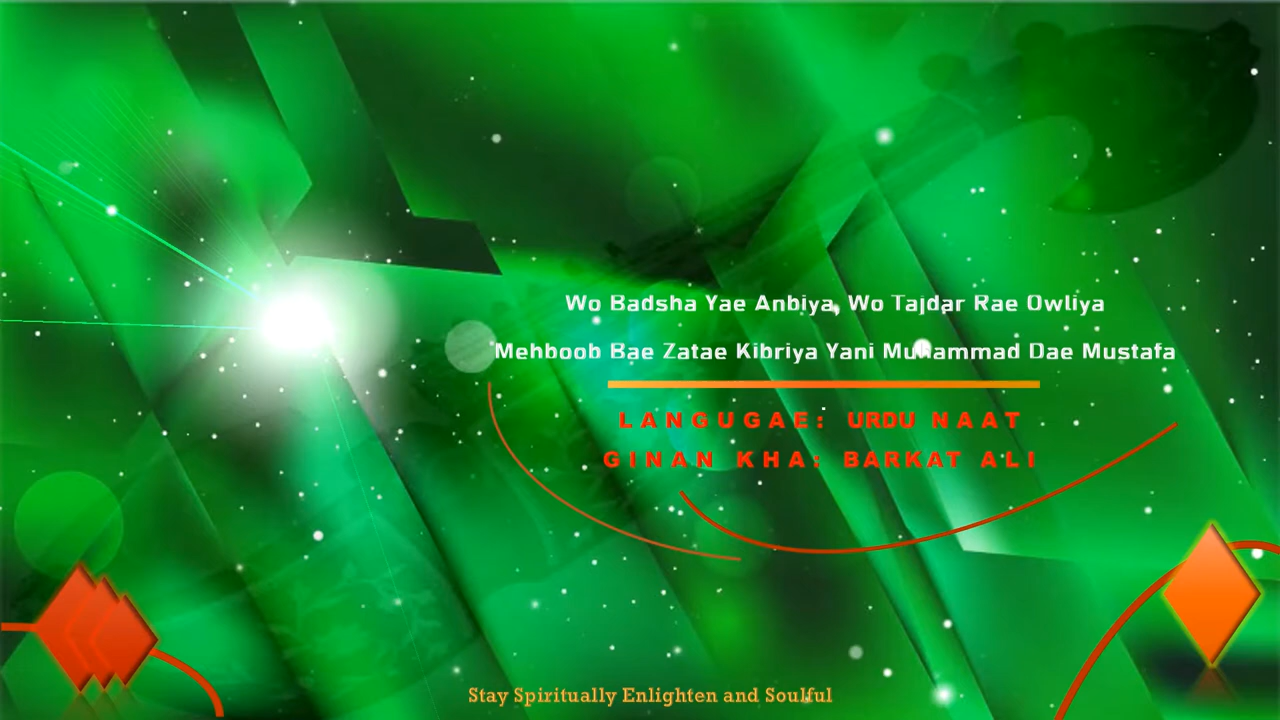 Wo Badsha Yae Anbiya, Wo Tajdar Rae Owliya
Mehboob Bae Zatae Kibriya Yani Muhammad Dae Mustafa
LANGUGAE: URDU NAAT
GINAN KHA: BARKAT ALI
Stay Spiritually Enlighten and Soulful